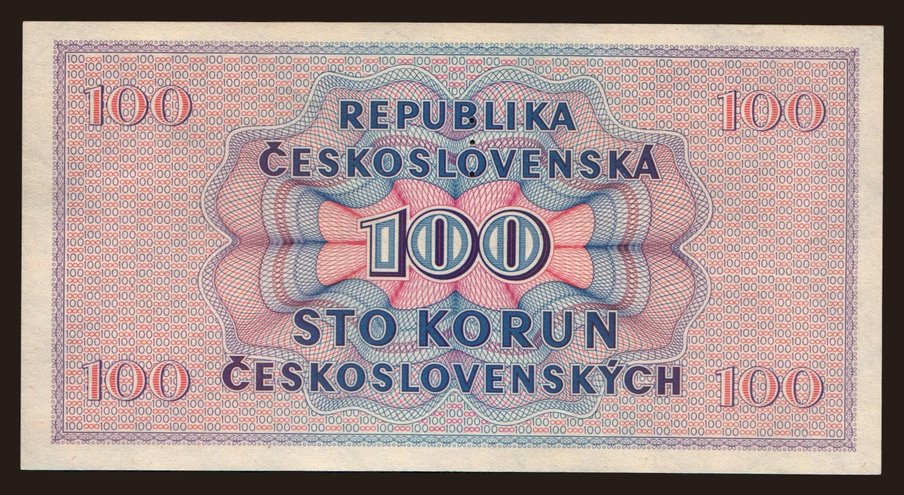 100 100
REPUBLIKA
ČESKOSLOVENSKÁ
100
STO KORUN
ČESKOSLOVENSKÝCH
100 100